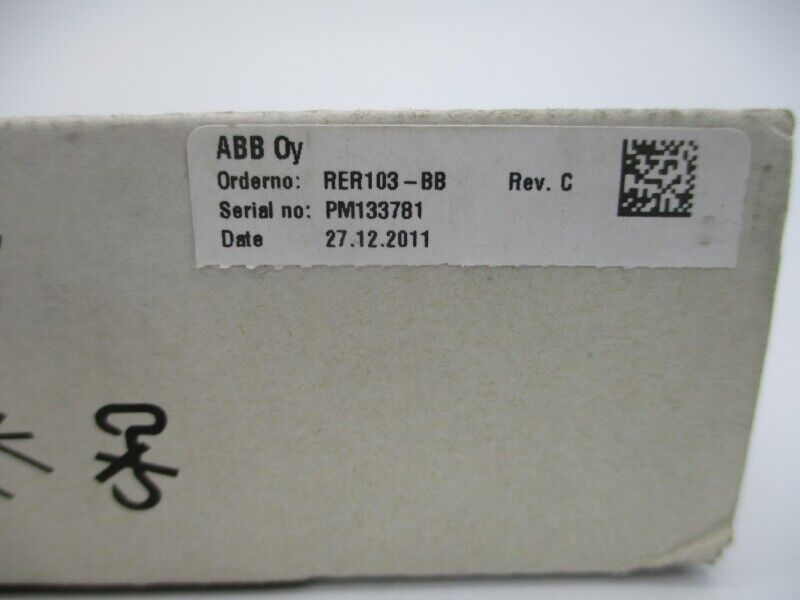 ABB Oy
Orderno: RER103-BB Rev. C
Serial no: PM133781
Date 27.12.2011